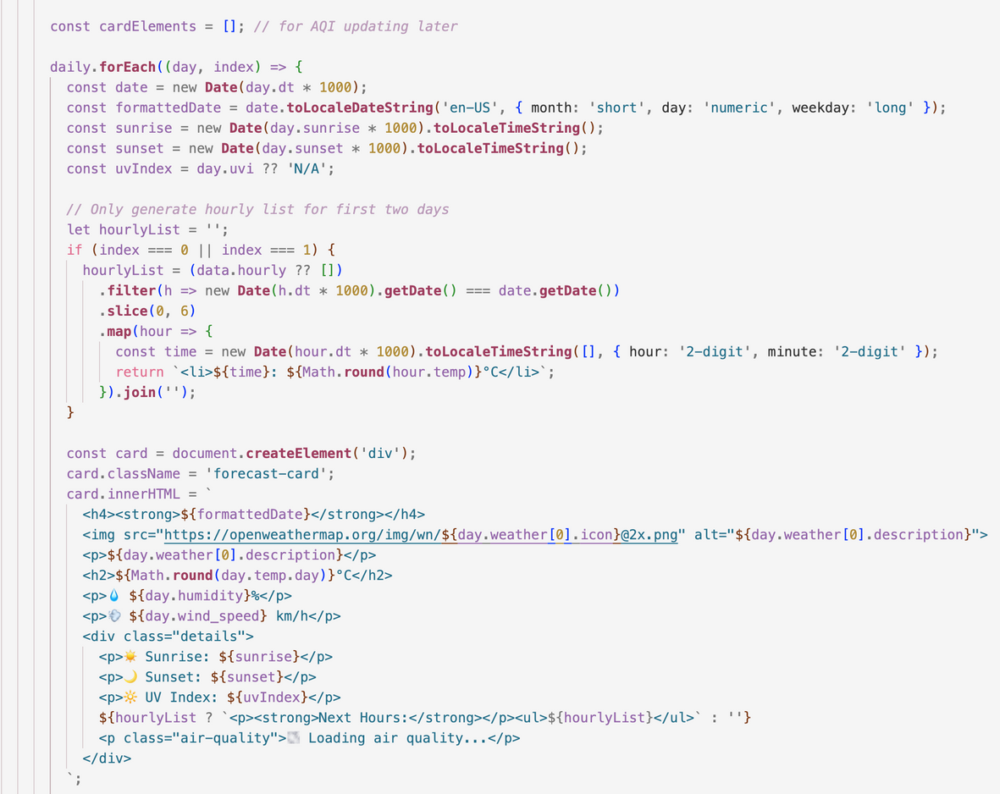 const cardElements = []; // for AQI updating later
daily.forEach((day, index) => {
const date = new Date(day.dt * 1000);
const formattedDate = date.toLocaleDateString('en-US', { month: 'short', day: 'numeric', weekday: 'long' });
const sunrise = new Date(day.sunrise * 1000).toLocaleTimeString();
const sunset = new Date(day.sunset * 1000).toLocaleTimeString();
const uvIndex = day.uvi ?? 'N/A';
// Only generate hourly list for first two days
let hourlyList = '';
if (index === 0 || index === 1) {
hourlyList = (data.hourly ?? [])
.filter(h => new Date(h.dt * 1000).getDate() === date.getDate())
.slice(0, 6)
.map(hour => {
const time = new Date(hour.dt * 1000).toLocaleTimeString([], { hour: '2-digit', minute: '2-digit' });
return `<li>${time}: ${Math.round(hour.temp)}°C</li>`;
}).join('');
}
const card = document.createElement('div');
card.className = 'forecast-card';
card.innerHTML = `
<h4><strong>${formattedDate}</strong></h4>
<img src="https://openweathermap.org/img/wn/${day.weather[0].icon}@2x.png" alt="${day.weather[0].description}">
<p>${day.weather[0].description}</p>
<h2>${Math.round(day.temp.day)}°C</h2>
<p>💧 ${day.humidity}%</p>
<p>💨 ${day.wind_speed} km/h</p>
<div class="details">
<p>☀️ Sunrise: ${sunrise}</p>
<p>🌙 Sunset: ${sunset}</p>
<p>🔆 UV Index: ${uvIndex}</p>
${hourlyList ? `<p><strong>Next Hours:</strong></p><ul>${hourlyList}</ul>` : ''}
<p class="air-quality">🌫️ Loading air quality...</p>
</div>
`;